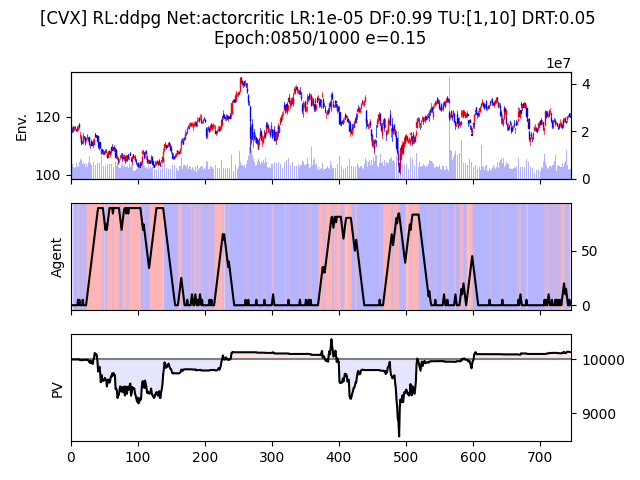 [CVX] RL:ddpg Net:actorcritic LR:1e-05 DF:0.99 TU:[1,10] DRT:0.05
Epoch:0850/1000 e=0.15
1e7
Env.
120
100
4
2
0
Agent
50
0
PV
10000
9000
0 100 200 300 400 500 600 700